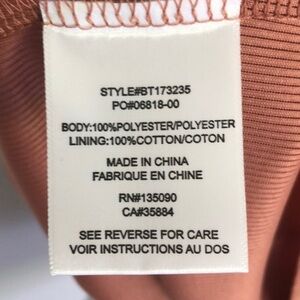 STYLE#BT173235
PO#06818-00
BODY:100%POLYESTER/POLYESTER
LINING:100%COTTON/COTON
MADE IN CHINA
FABRIQUE EN CHINE
RN#135090
CA#35884
SEE REVERSE FOR CARE
VOIR INSTRUCTIONS AU DOS